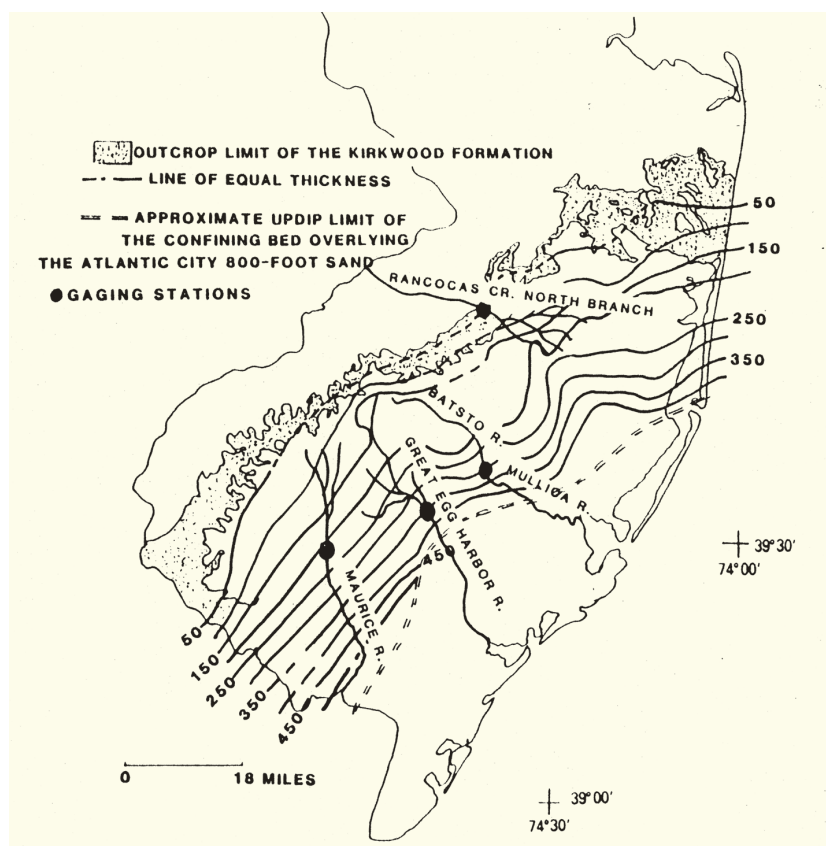 OUTCROP LIMIT OF THE KIRKWOOD FORMATION
LINE OF EQUAL THICKNESS
APPROXIMATE UPDIP LIMIT OF
THE CONFINING BED OVERLYING
THE ATLANTIC CITY 800-FOOT SAND
GAGING STATIONS
50
150
RANCOCAS CR. NORTH BRANCH
250
350
BATSTO R.
GREAT EGG HARBOR R.
MULLICA R.
450
MAURICE R.
39°30'
74°00'
50
150
250
350
450
0 18 MILES
39°00'
74°30'